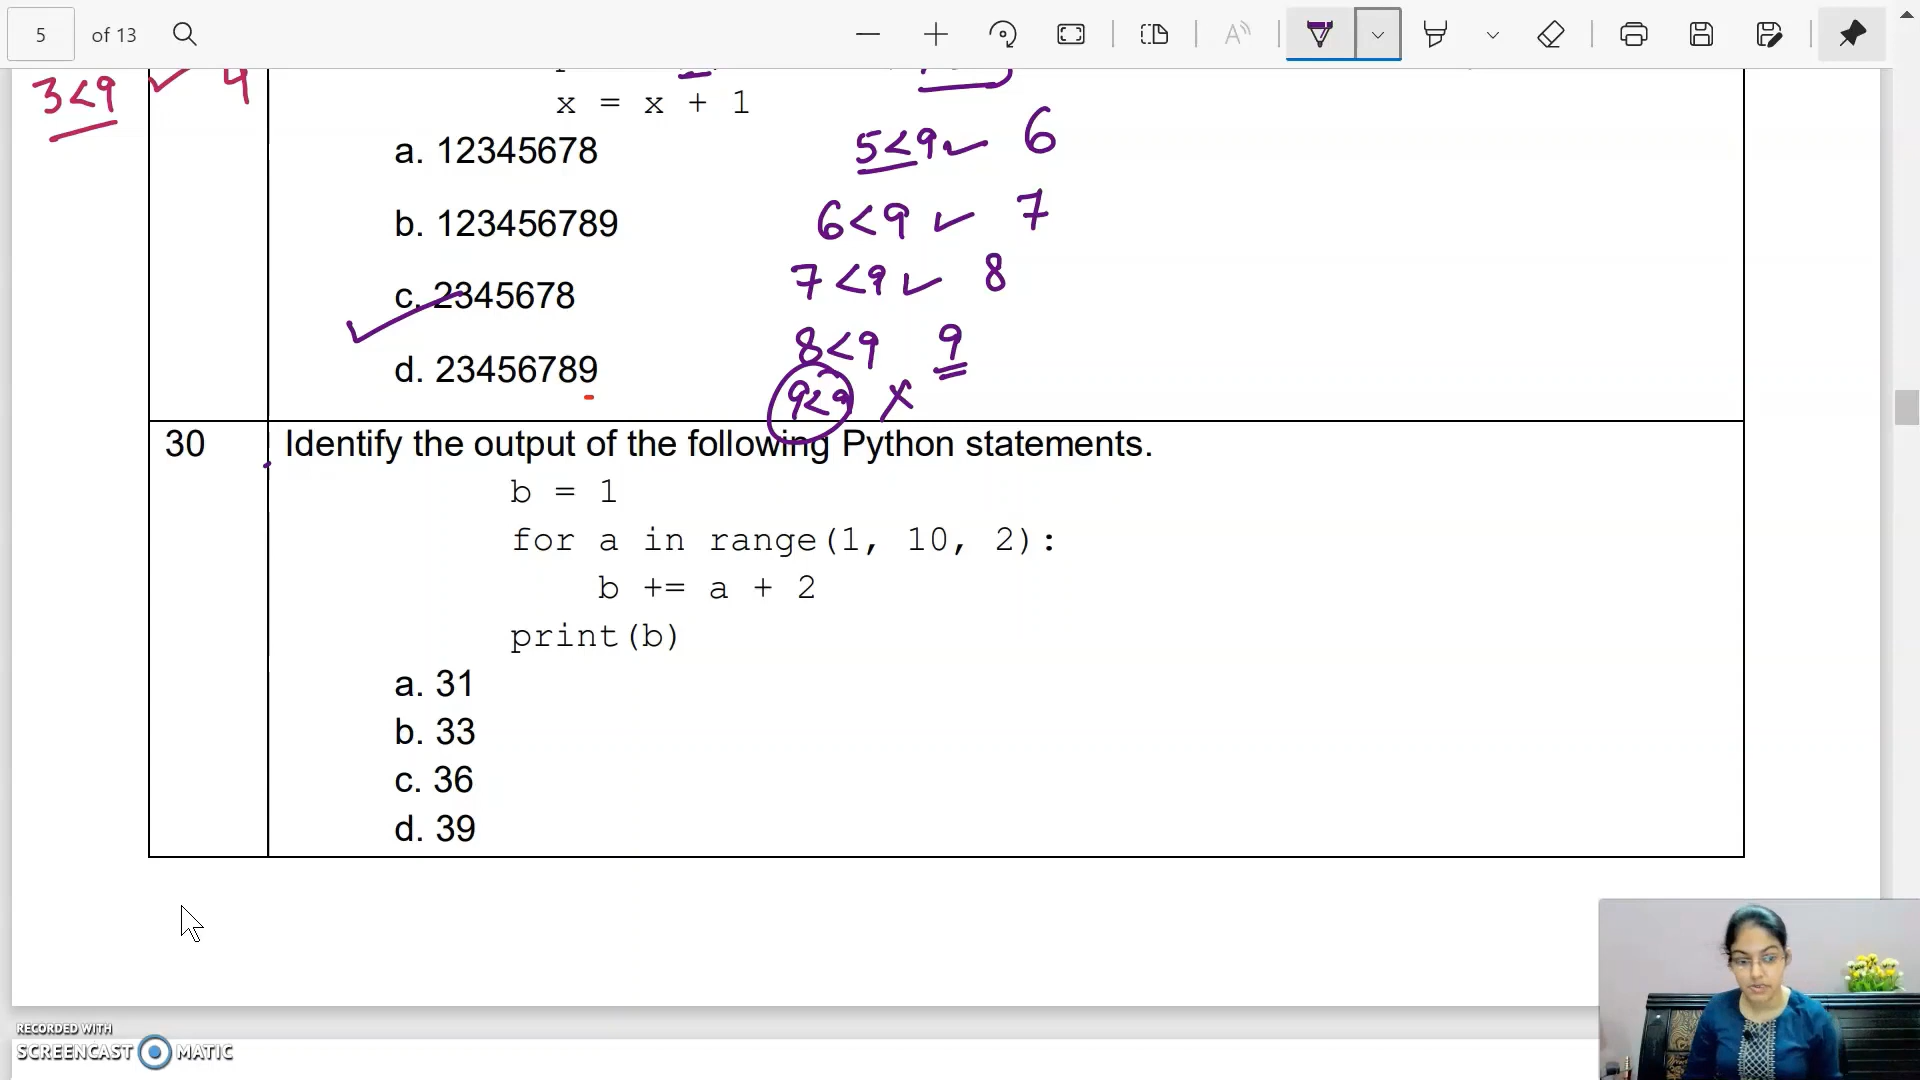 5 of 13
3<9 ✓ 4
x = x + 1
a. 12345678
5<9 ✓ 6
b. 123456789
6<9 ✓ 7
7<9 ✓ 8
c. 2345678
8<9 9
d. 23456789
9<9 ✗
30 Identify the output of the following Python statements.
b = 1
for a in range(1, 10, 2):
b += a + 2
print(b)
a. 31
b. 33
c. 36
d. 39
RECORDED WITH
SCREENCAST MATIC